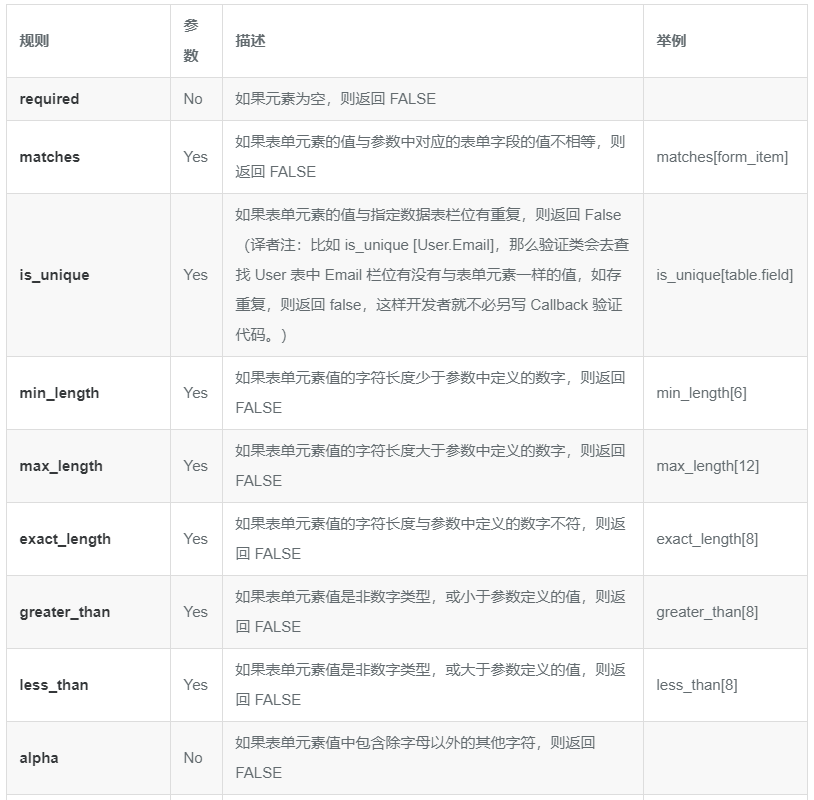 规则
参
数
描述
举例
required
No
如果元素为空，则返回 FALSE
matches
Yes
如果表单元素的值与参数中对应的表单字段的值不相等，则
返回 FALSE
matches[form_item]
is_unique
Yes
如果表单元素的值与指定数据表栏位有重复，则返回 False
（译者注：比如 is_unique [User.Email]，那么验证类会去查
找 User 表中 Email 栏位有没有与表单元素一样的值，如存
重复，则返回 false，这样开发者就不必另写 Callback 验证
代码。）
is_unique[table.field]
min_length
Yes
如果表单元素值的字符长度少于参数中定义的数字，则返回
FALSE
min_length[6]
max_length
Yes
如果表单元素值的字符长度大于参数中定义的数字，则返回
FALSE
max_length[12]
exact_length
Yes
如果表单元素值的字符长度与参数中定义的数字不符，则返
回 FALSE
exact_length[8]
greater_than
Yes
如果表单元素值是非数字类型，或小于参数定义的值，则返
回 FALSE
greater_than[8]
less_than
Yes
如果表单元素值是非数字类型，或大于参数定义的值，则返
回 FALSE
less_than[8]
alpha
No
如果表单元素值中包含除字母以外的其他字符，则返回
FALSE